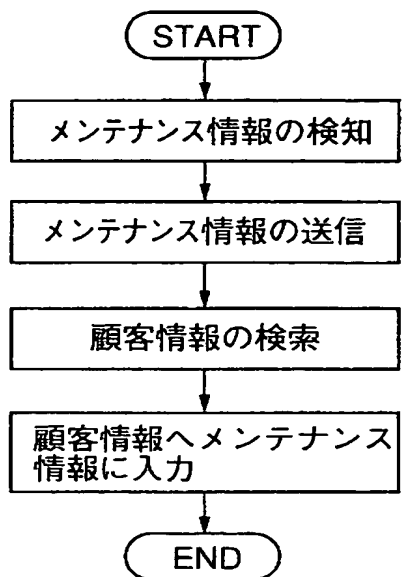 START
メンテナンス情報の検知
メンテナンス情報の送信
顧客情報の検索
顧客情報へメンテナンス
情報に入力
END